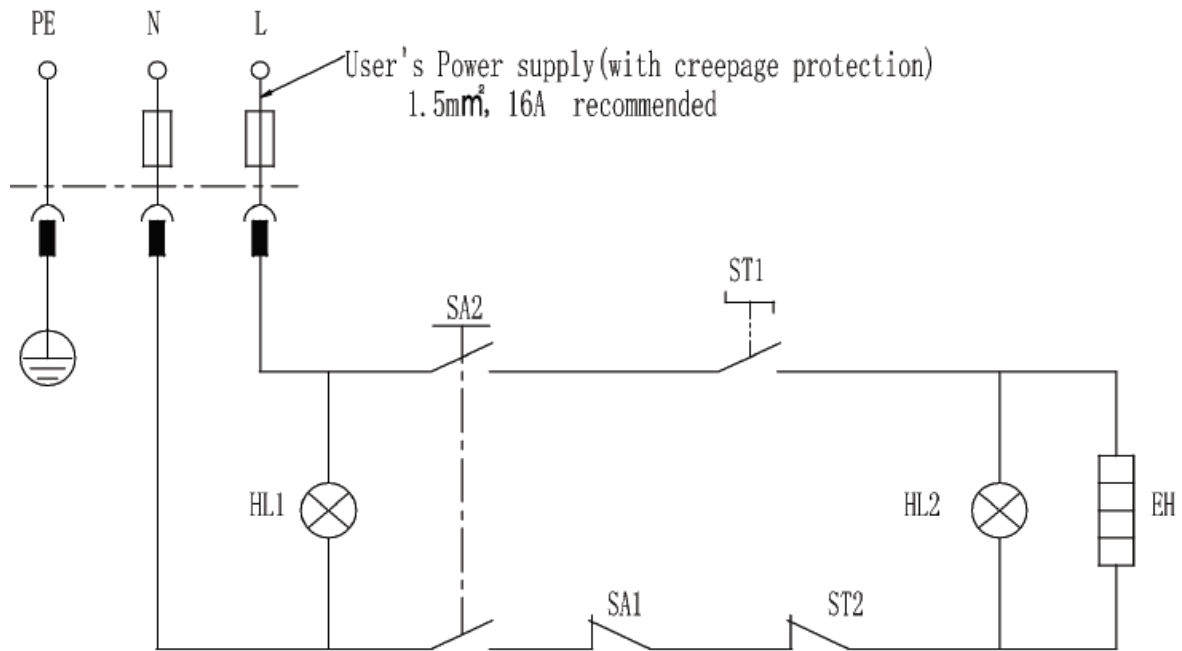 PE N L
User's Power supply(with creepage protection)
1.5mm², 16A recommended
ST1
SA2
HL1 HL2 EH
SA1 ST2